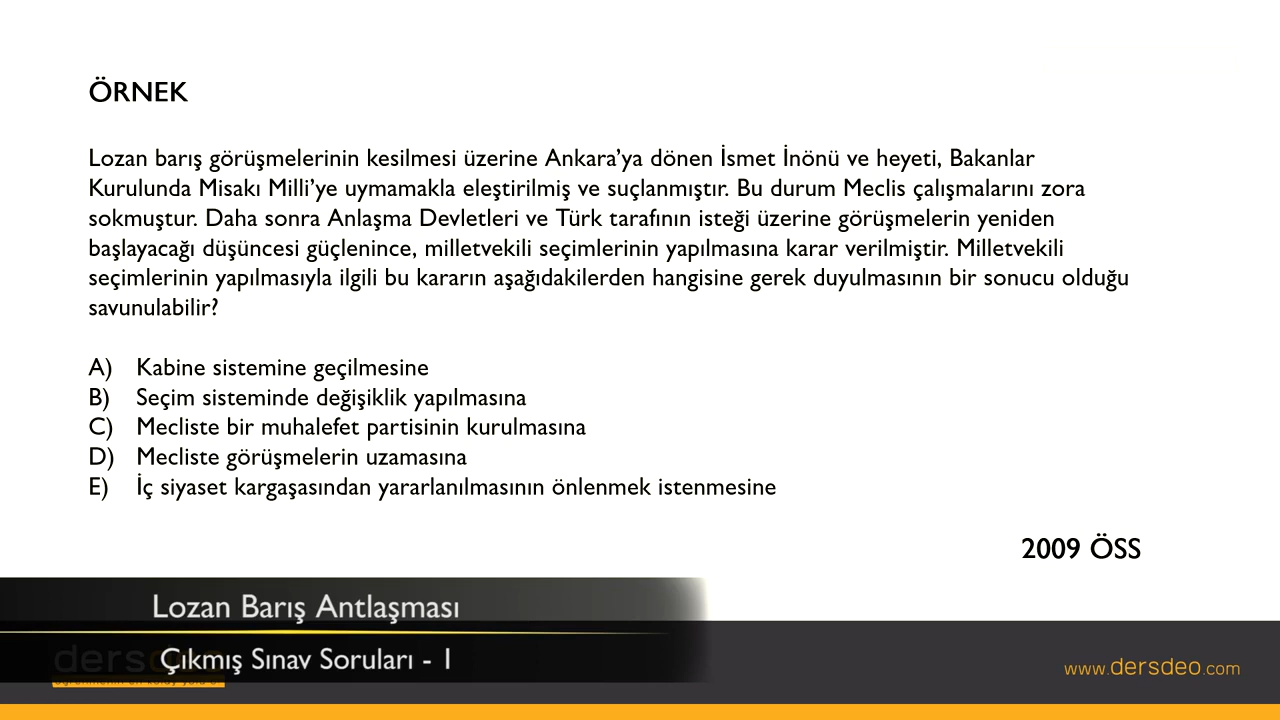 ÖRNEK
Lozan barış görüşmelerinin kesilmesi üzerine Ankara’ya dönen İsmet İnönü ve heyeti, Bakanlar
Kurulunda Misakı Milli’ye uymamakla eleştirilmiş ve suçlanmıştır. Bu durum Meclis çalışmalarını zora
sokmuştur. Daha sonra Anlaşma Devletleri ve Türk tarafının isteği üzerine görüşmelerin yeniden
başlayacağı düşüncesi güçlenince, milletvekili seçimlerinin yapılmasına karar verilmiştir. Milletvekili
seçimlerinin yapılmasıyla ilgili bu kararın aşağıdakilerden hangisine gerek duyulmasının bir sonucu olduğu
savunulabilir?
A) Kabine sistemine geçilmesine
B) Seçim sisteminde değişiklik yapılmasına
C) Mecliste bir muhalefet partisinin kurulmasına
D) Mecliste görüşmelerin uzamasına
E) İç siyaset kargaşasından yararlanılmasının önlenmek istenmesine
2009 ÖSS
Lozan Barış Antlaşması
Çıkmış Sınav Soruları - 1
www.dersdeo.com